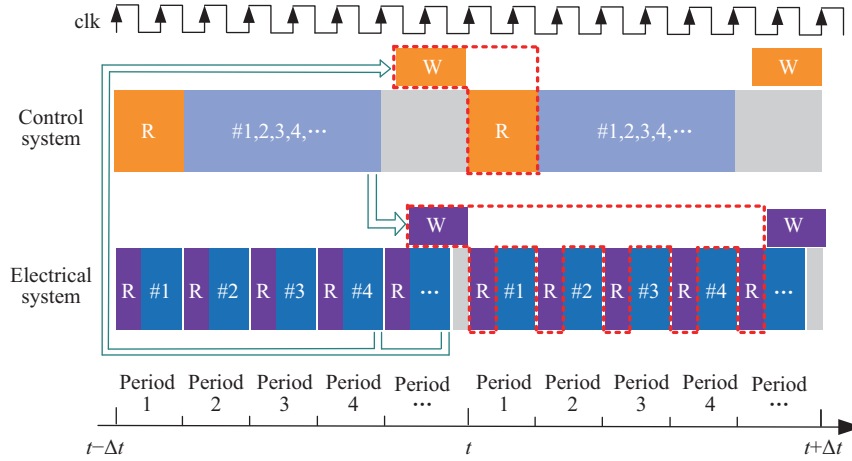 clk
W
W
Control
system
R
#1,2,3,4,···
R
#1,2,3,4,···
W
W
Electrical
system
R #1 R #2 R #3 R #4 R ··· R #1 R #2 R #3 R #4 R ···
Period Period Period Period Period Period Period Period Period Period
1 2 3 4 ··· 1 2 3 4 ···
t−Δt t t+Δt